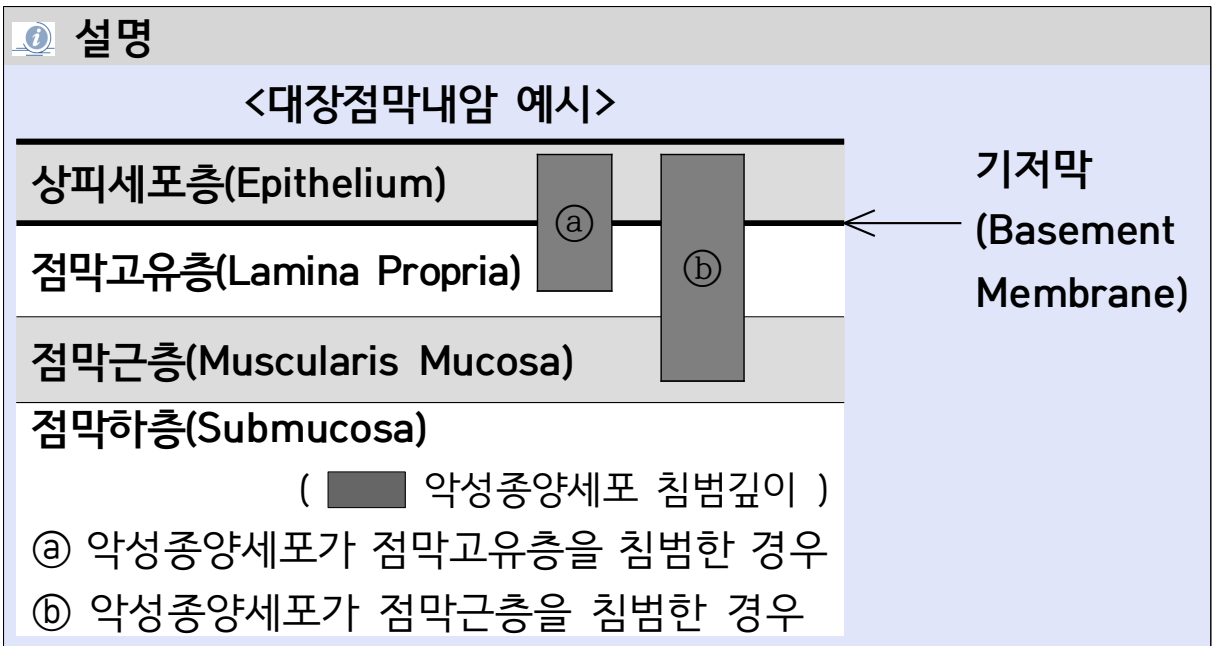 설명
<대장점막내암 예시>
상피세포층(Epithelium)
ⓐ
점막고유층(Lamina Propria)
ⓑ
점막근층(Muscularis Mucosa)
점막하층(Submucosa)
( 악성종양세포 침범깊이 )
ⓐ 악성종양세포가 점막고유층을 침범한 경우
ⓑ 악성종양세포가 점막근층을 침범한 경우
기저막
(Basement
Membrane)